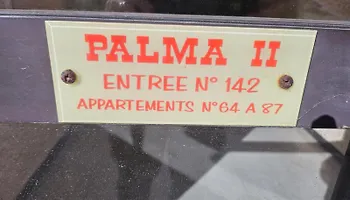 PALMA II
ENTREE N° 142
APPARTEMENTS N°64 A 87